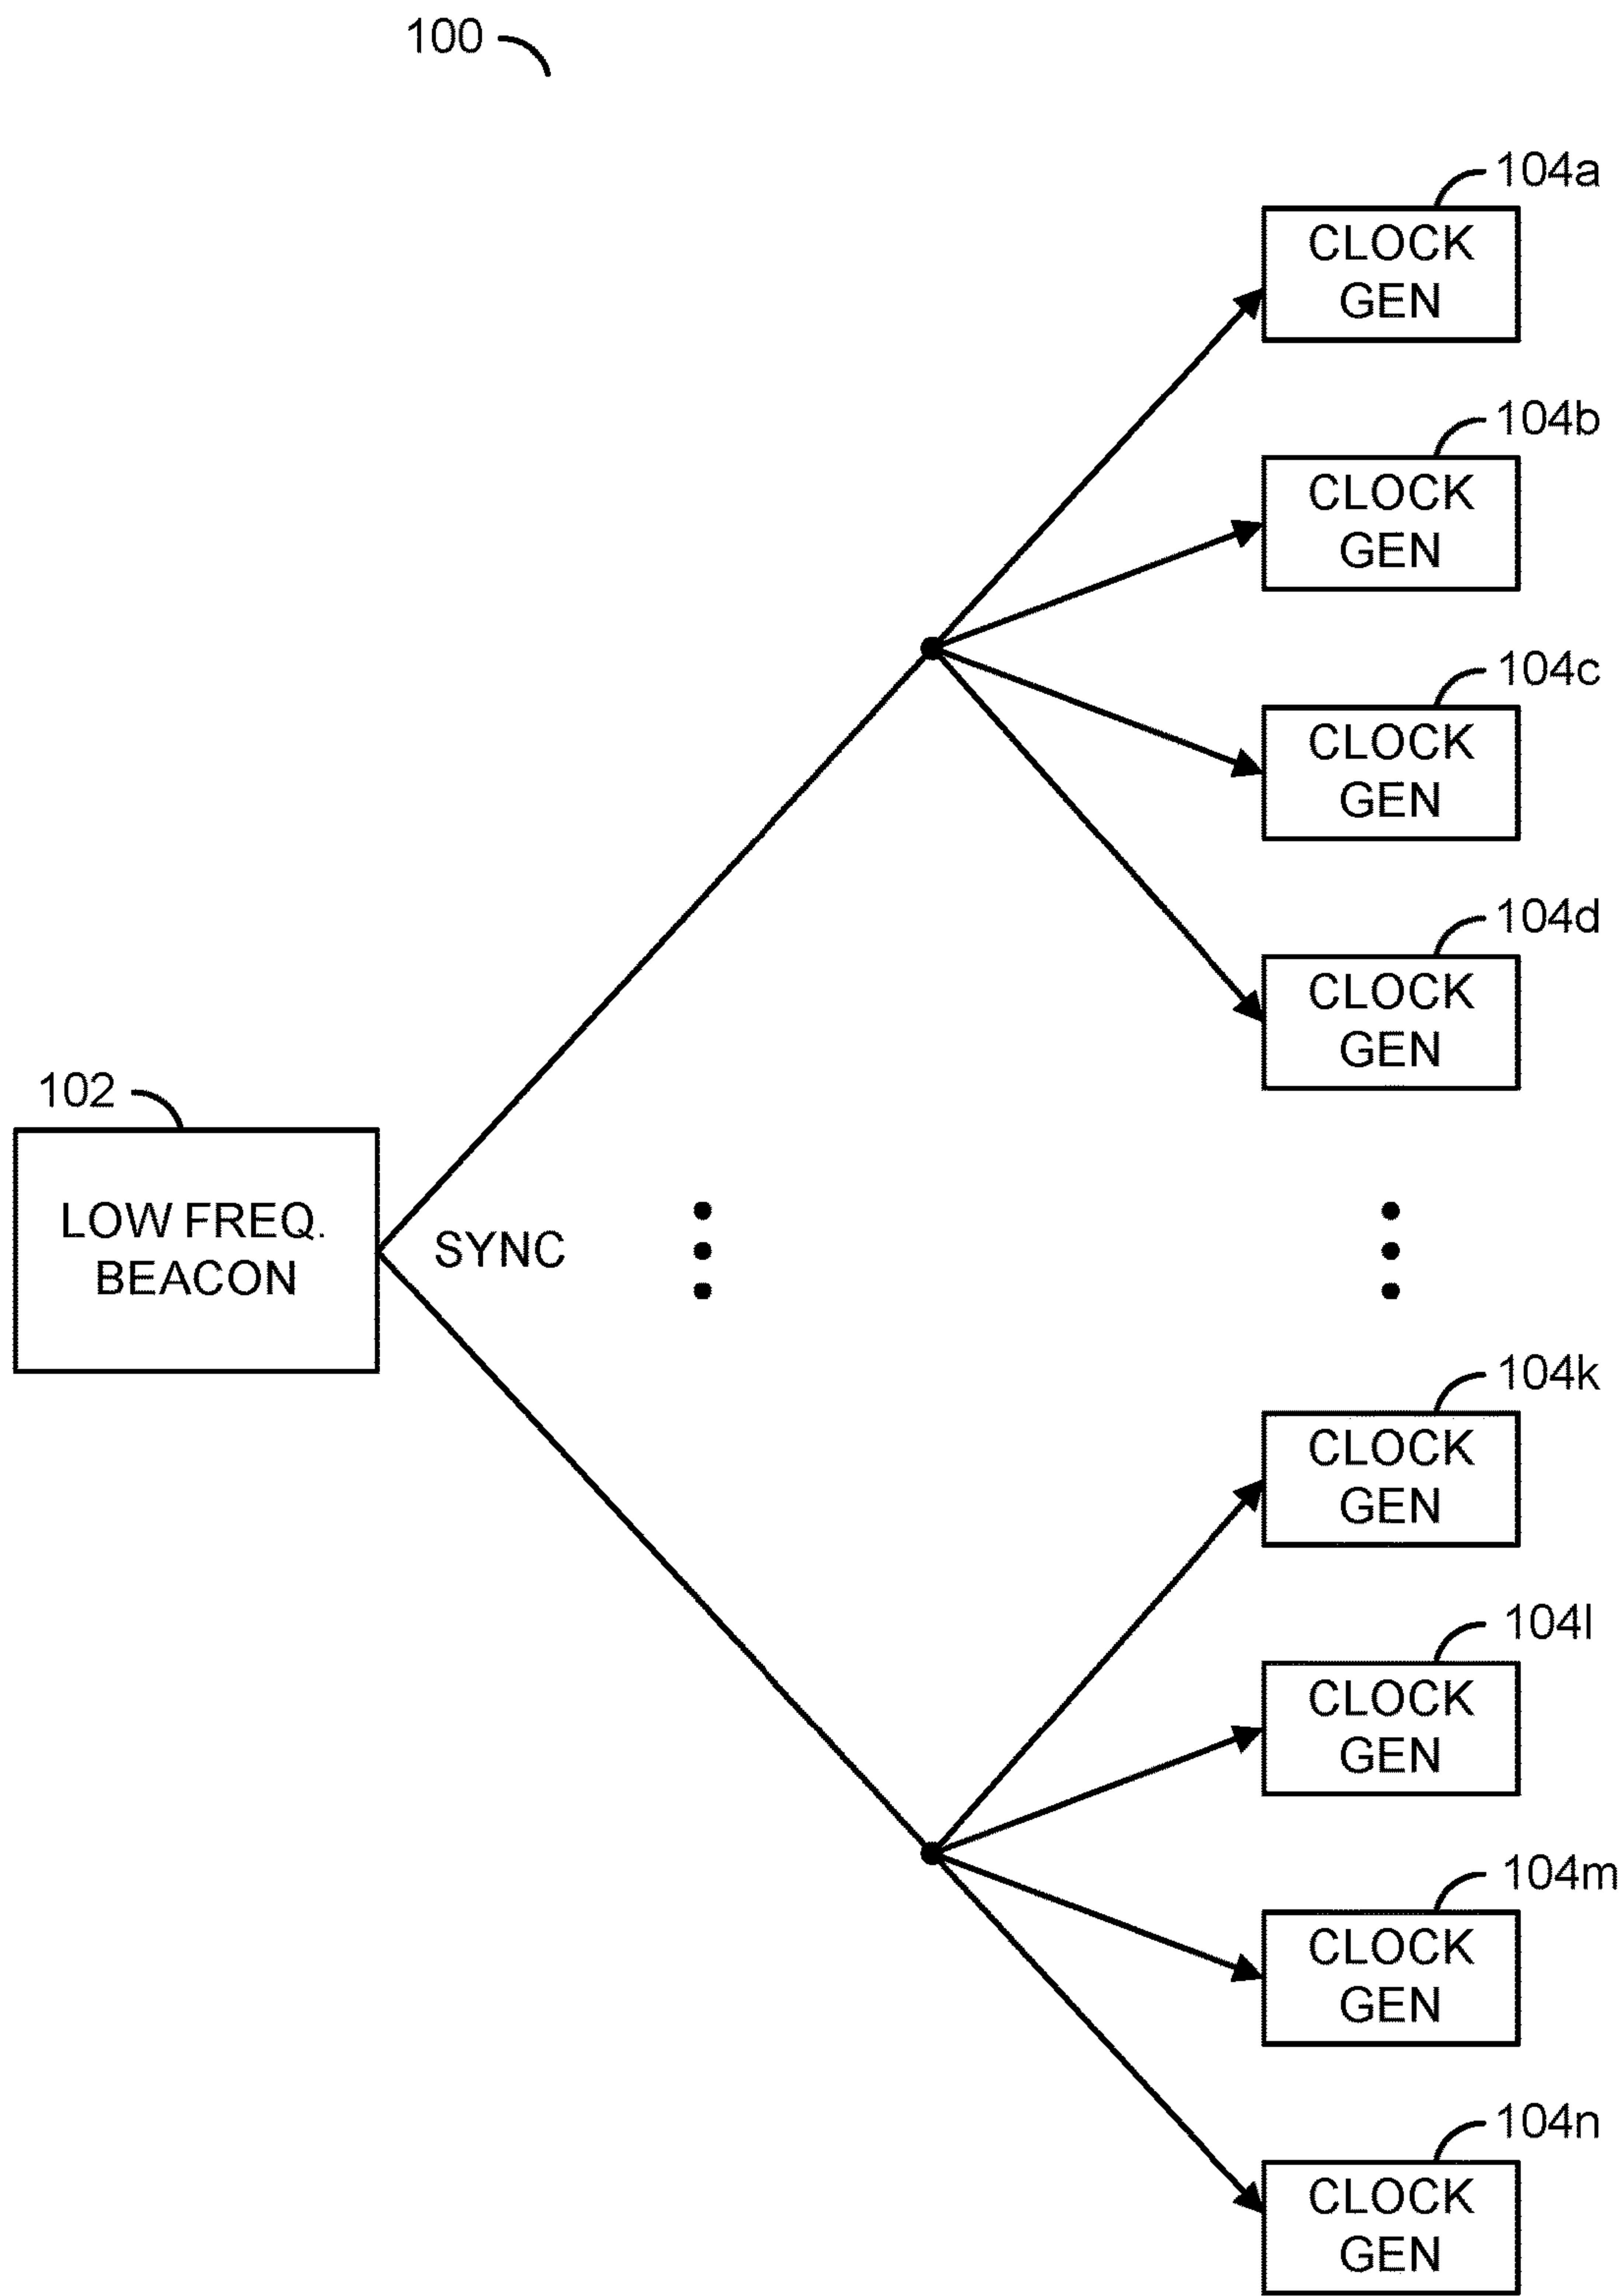 100
104a
CLOCK
GEN
104b
CLOCK
GEN
104c
CLOCK
GEN
104d
CLOCK
GEN
102
LOW FREQ.
BEACON
SYNC
104k
CLOCK
GEN
104l
CLOCK
GEN
104m
CLOCK
GEN
104n
CLOCK
GEN